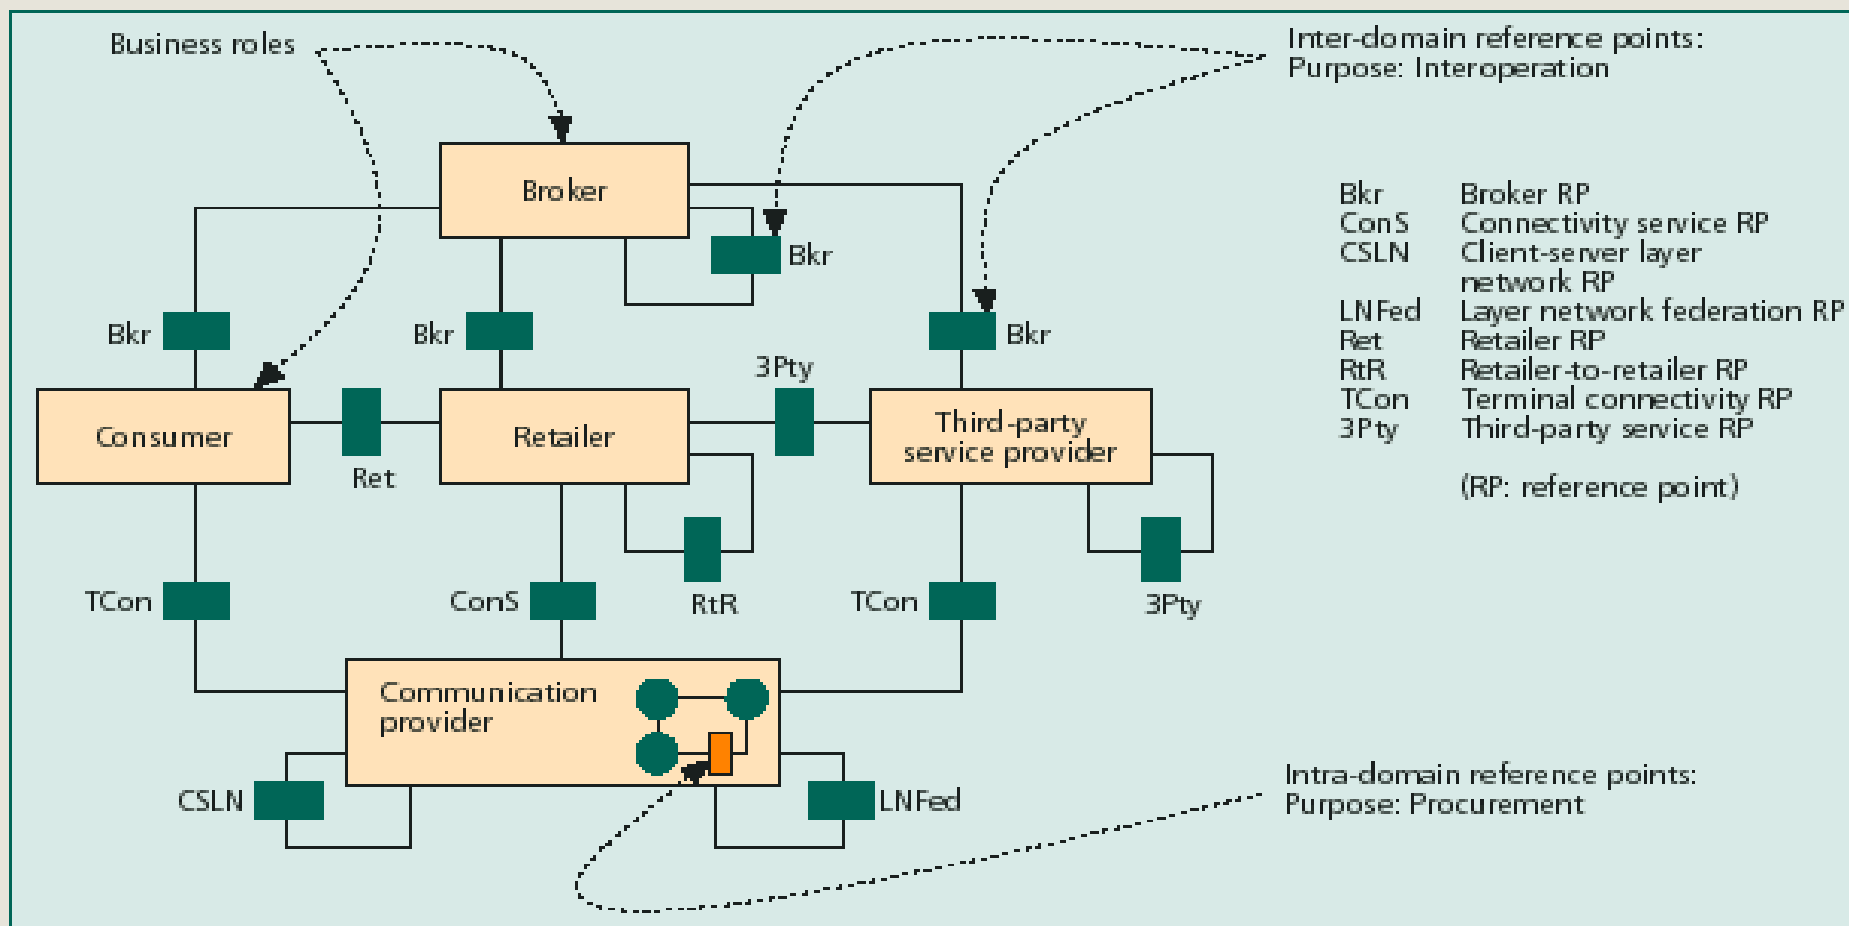 Business roles
Inter-domain reference points:
Purpose: Interoperation
Broker
Bkr
Bkr
Bkr
Bkr
3Pty
Consumer
Ret
Retailer
Third-party
service provider
TCon
ConS
RtR
TCon
3Pty
Communication
provider
CSLN
LNFed
Bkr Broker RP
ConS Connectivity service RP
CSLN Client-server layer
network RP
LNFed Layer network federation RP
Ret Retailer RP
RtR Retailer-to-retailer RP
TCon Terminal connectivity RP
3Pty Third-party service RP
(RP: reference point)
Intra-domain reference points:
Purpose: Procurement